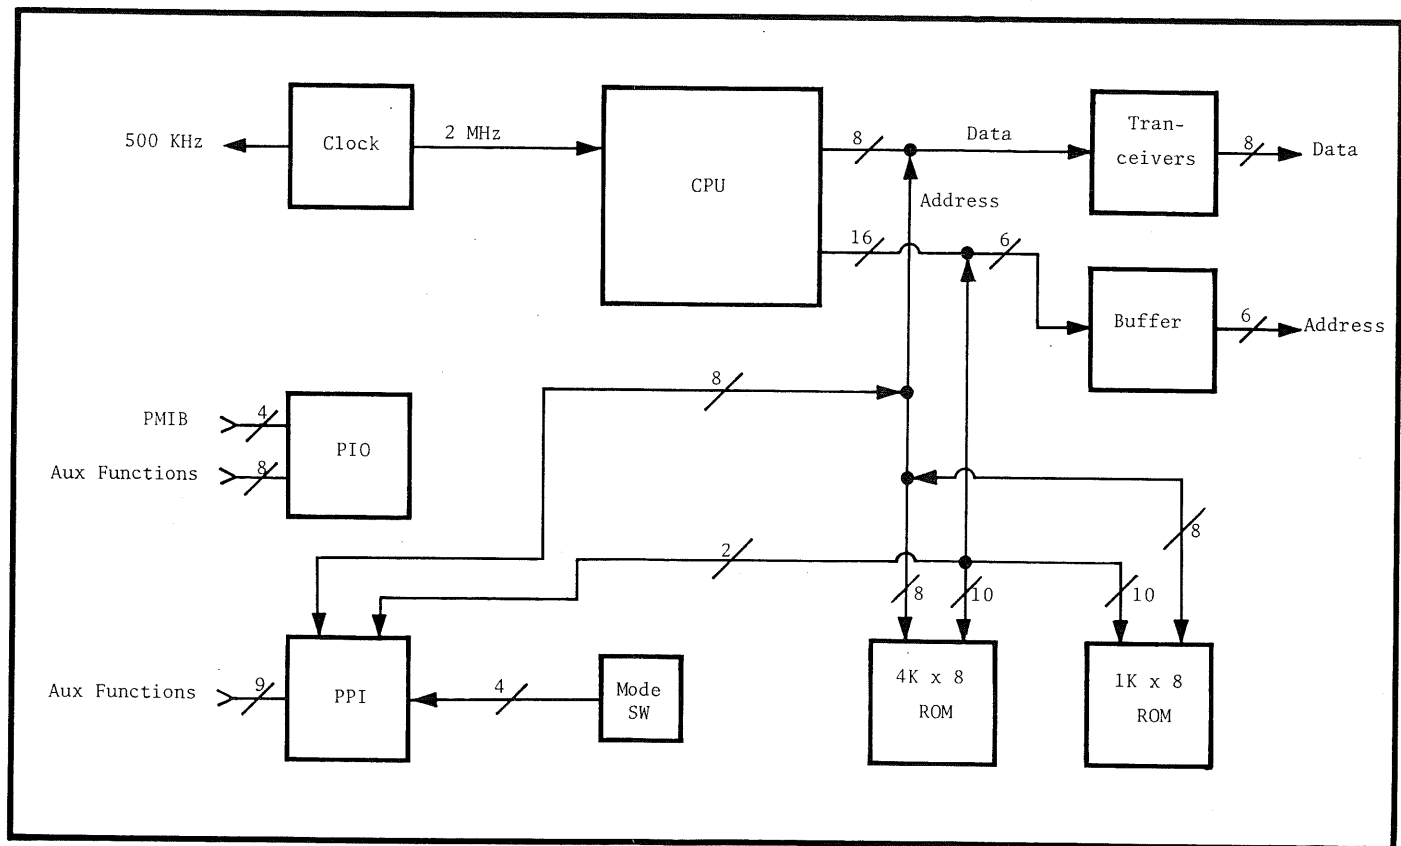 500 KHz
Clock
2 MHz
CPU
8
Data
Tran-
ceivers
8
Data
Address
16
6
Buffer
6
Address
8
PMIB
4
PIO
Aux Functions
8
8
2
8
10
10
Aux Functions
9
PPI
4
Mode
SW
4K x 8
ROM
1K x 8
ROM